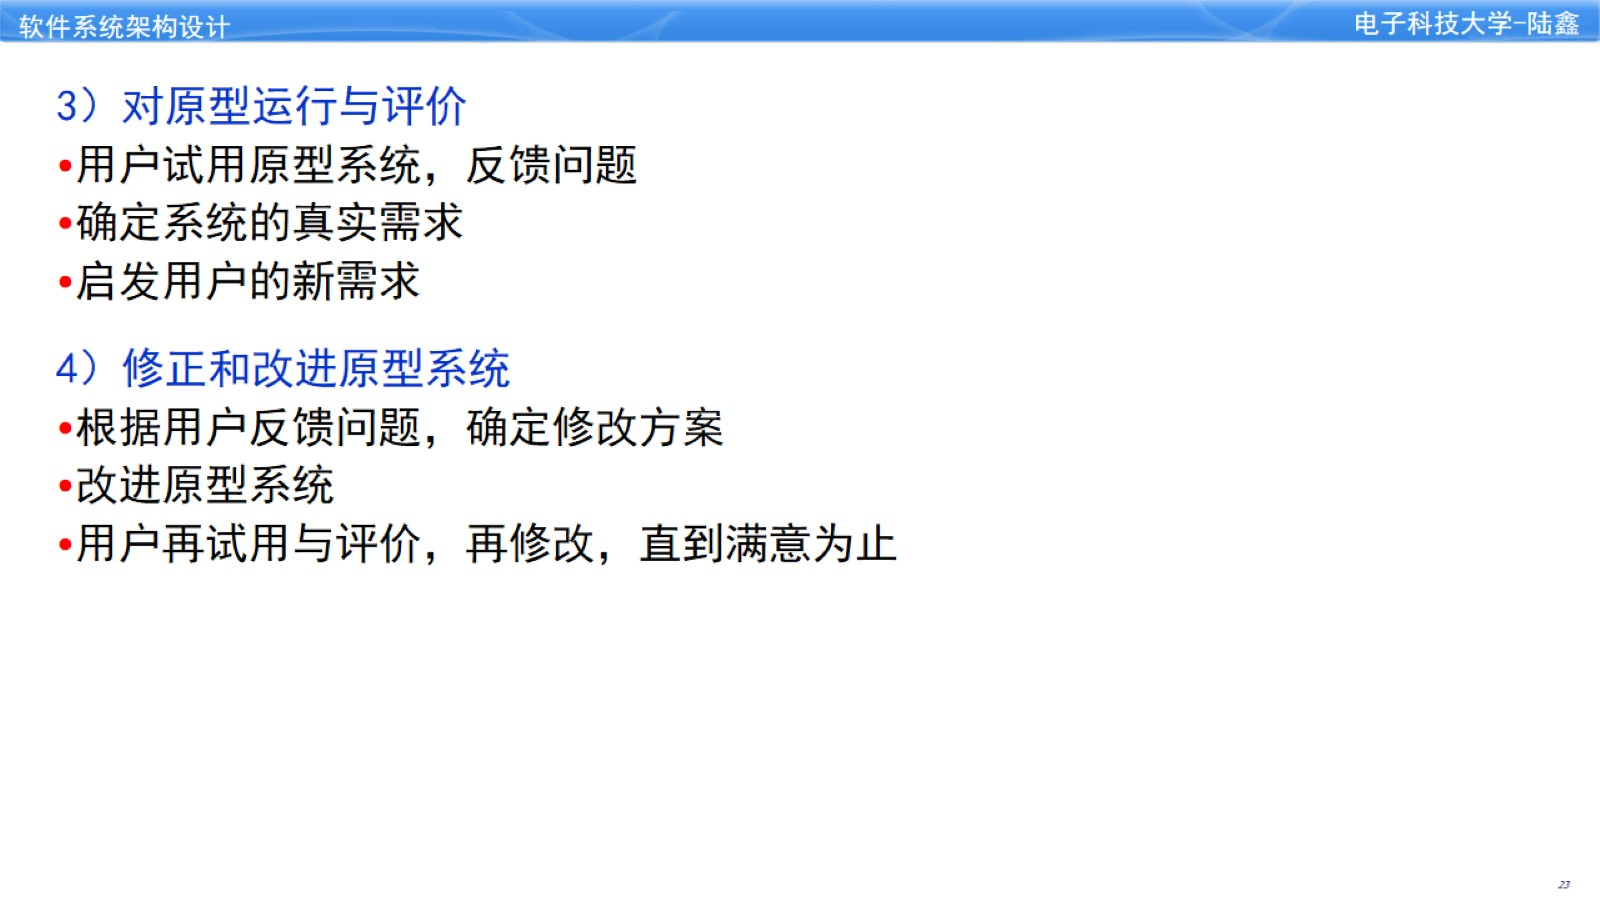 软件系统架构设计
电子科技大学-陆鑫
3）对原型运行与评价
•用户试用原型系统，反馈问题
•确定系统的真实需求
•启发用户的新需求
4）修正和改进原型系统
•根据用户反馈问题，确定修改方案
•改进原型系统
•用户再试用与评价，再修改，直到满意为止
23